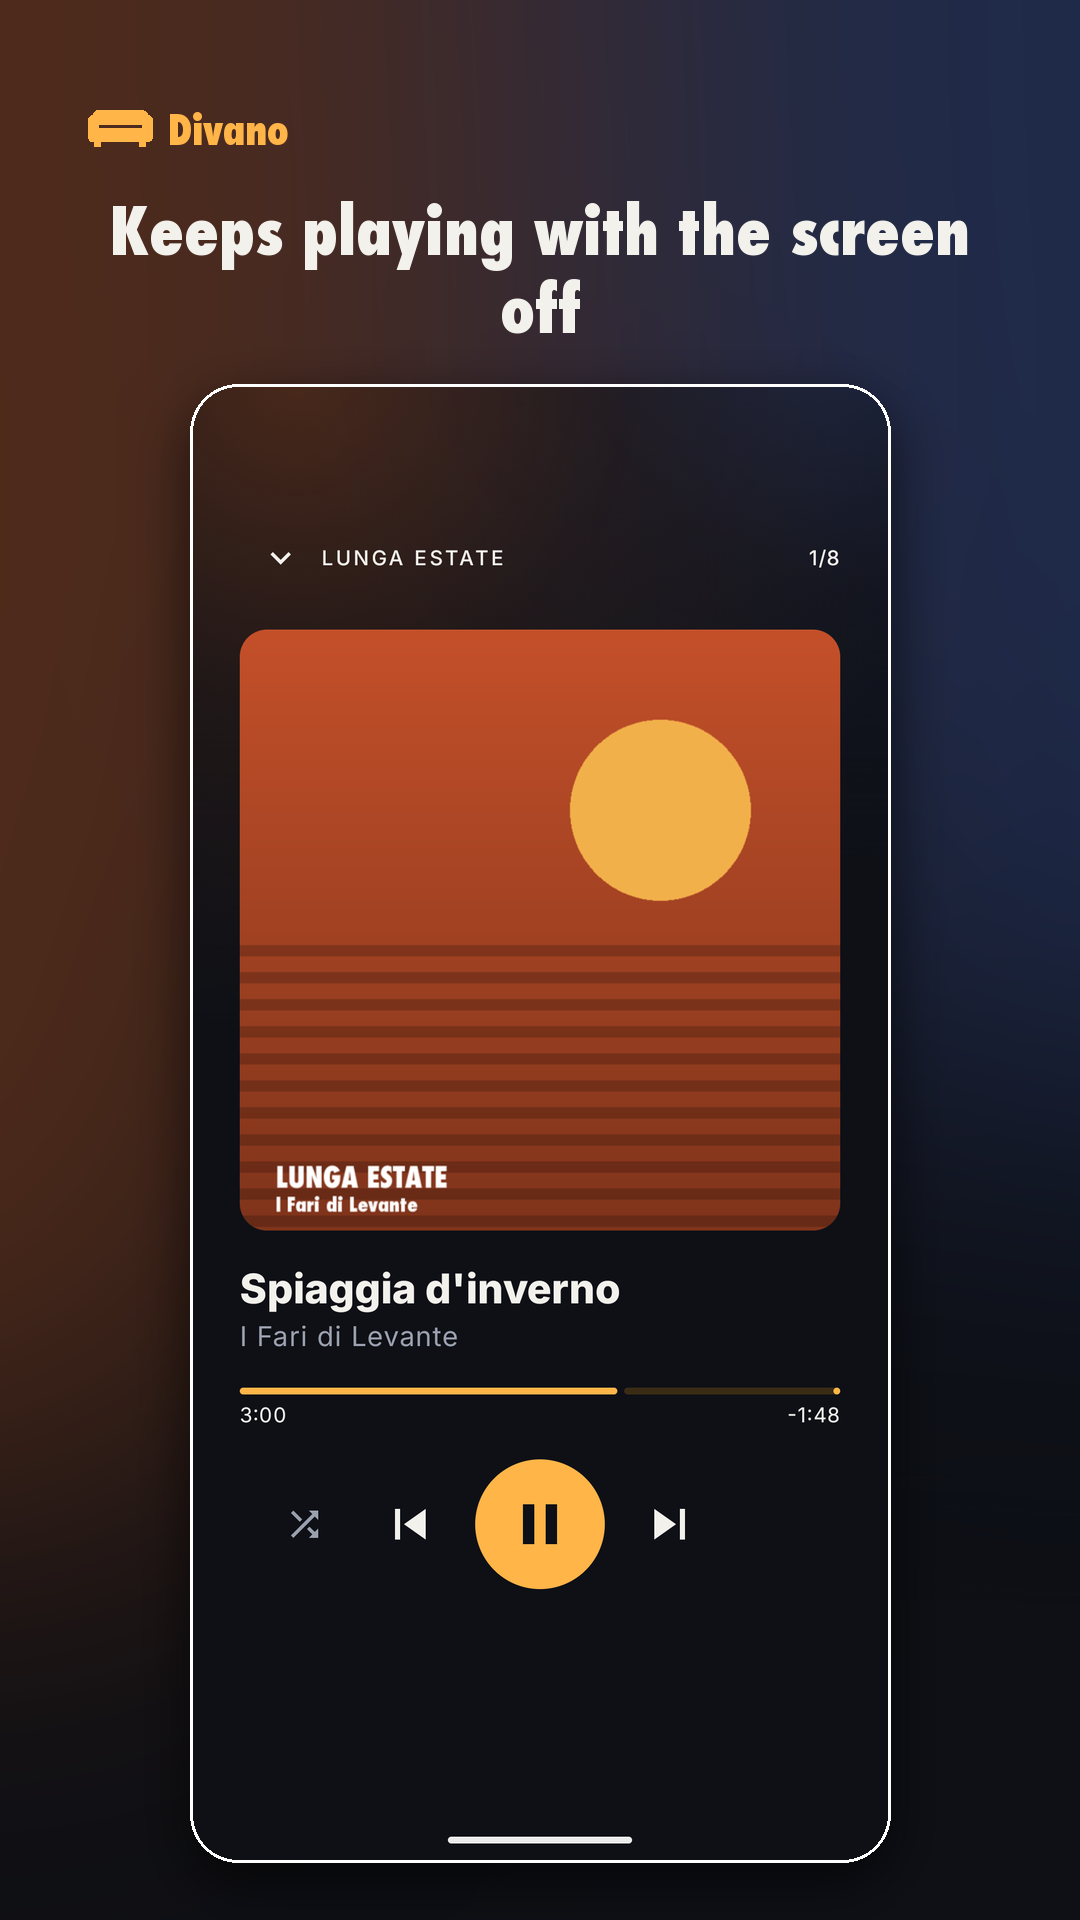 Divano
Keeps playing with the screen
off
LUNGA ESTATE
1/8
LUNGA ESTATE
I Fari di Levante
Spiaggia d'inverno
I Fari di Levante
3:00
-1:48